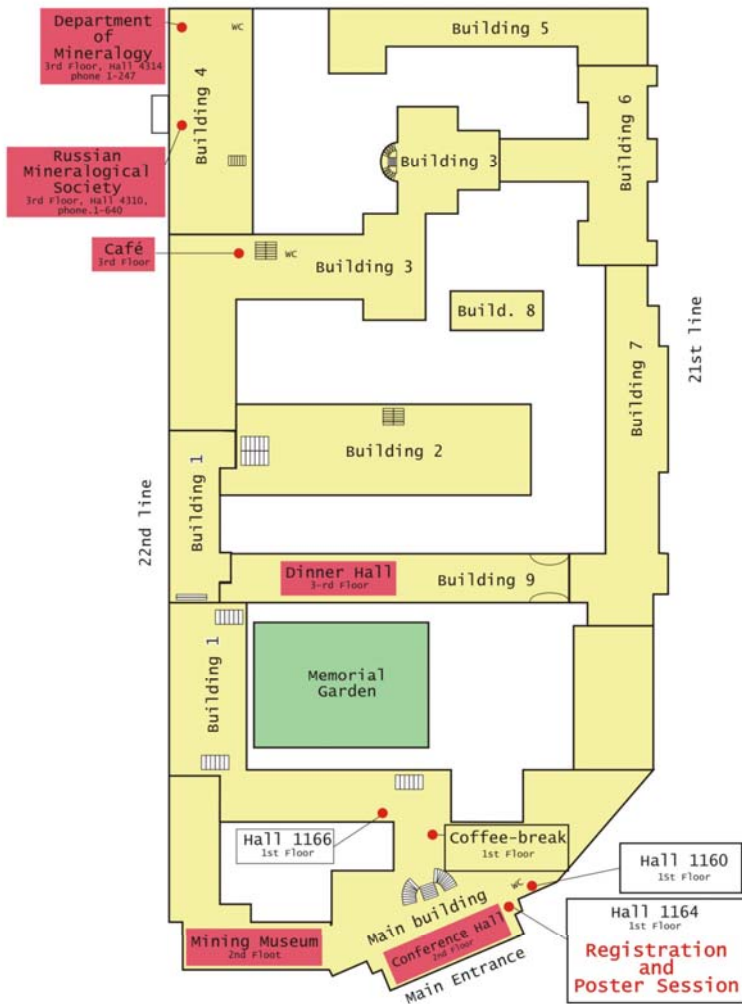 Department
of
Mineralogy
3rd Floor, Hall 4314
phone 1-247
WC
Building 4
Building 5
Building 6
Building 3
Russian
Mineralogical
Society
3rd Floor, Hall 4310,
phone.1-640
Café
3rd Floor
WC
Building 3
Build. 8
Building 7
21st line
Building 2
Building 1
22nd line
Dinner Hall
3-rd Floor
Building 9
Building 1
Memorial
Garden
Hall 1166
1st Floor
Coffee-break
1st Floor
Hall 1160
1st Floor
WC
Main building
Hall 1164
1st Floor
Registration
and
Poster Session
Mining Museum
2nd Floot
Conference Hall
2nd Floor
Main Entrance